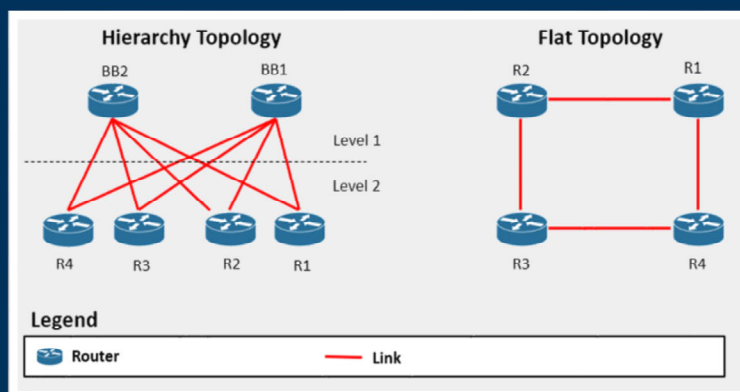 Hierarchy Topology
Flat Topology
BB2
BB1
R2
R1
Level 1
Level 2
R4
R3
R2
R1
R3
R4
Legend
Router
Link